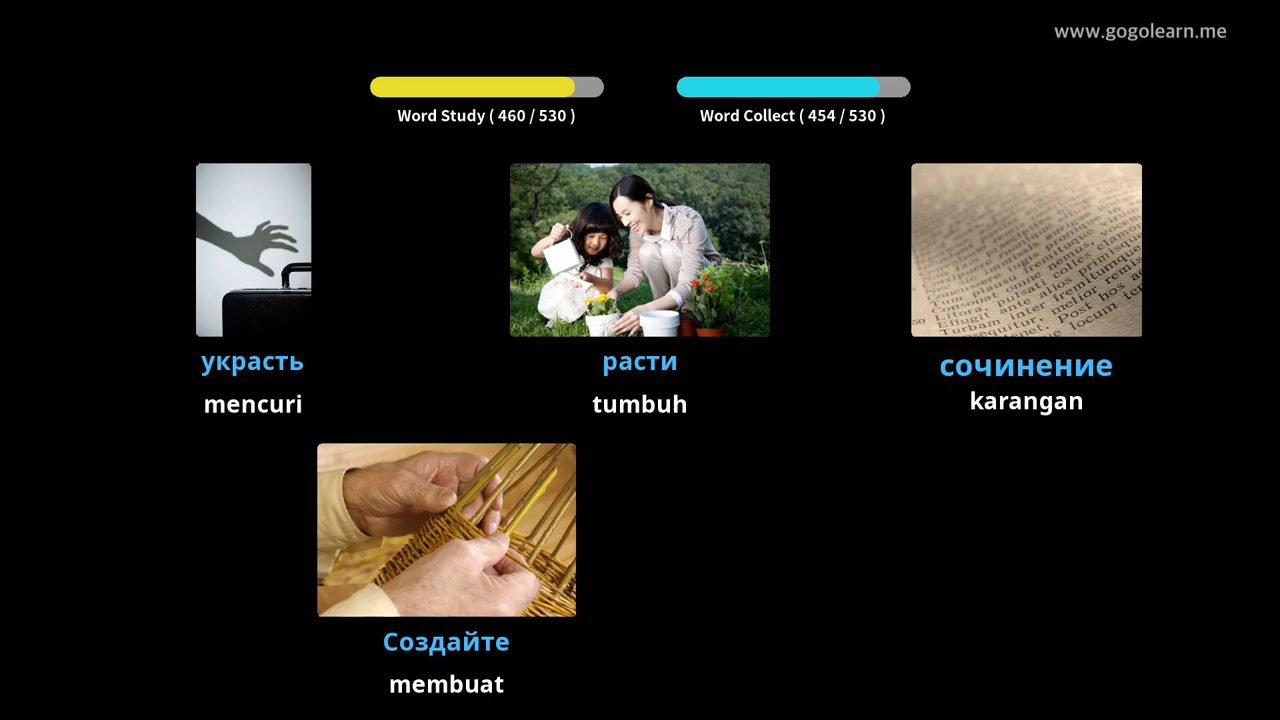 www.gogolearn.me
Word Study ( 460 / 530 )
Word Collect ( 454 / 530 )
украсть
mencuri
расти
tumbuh
сочинение
karangan
Создайте
membuat